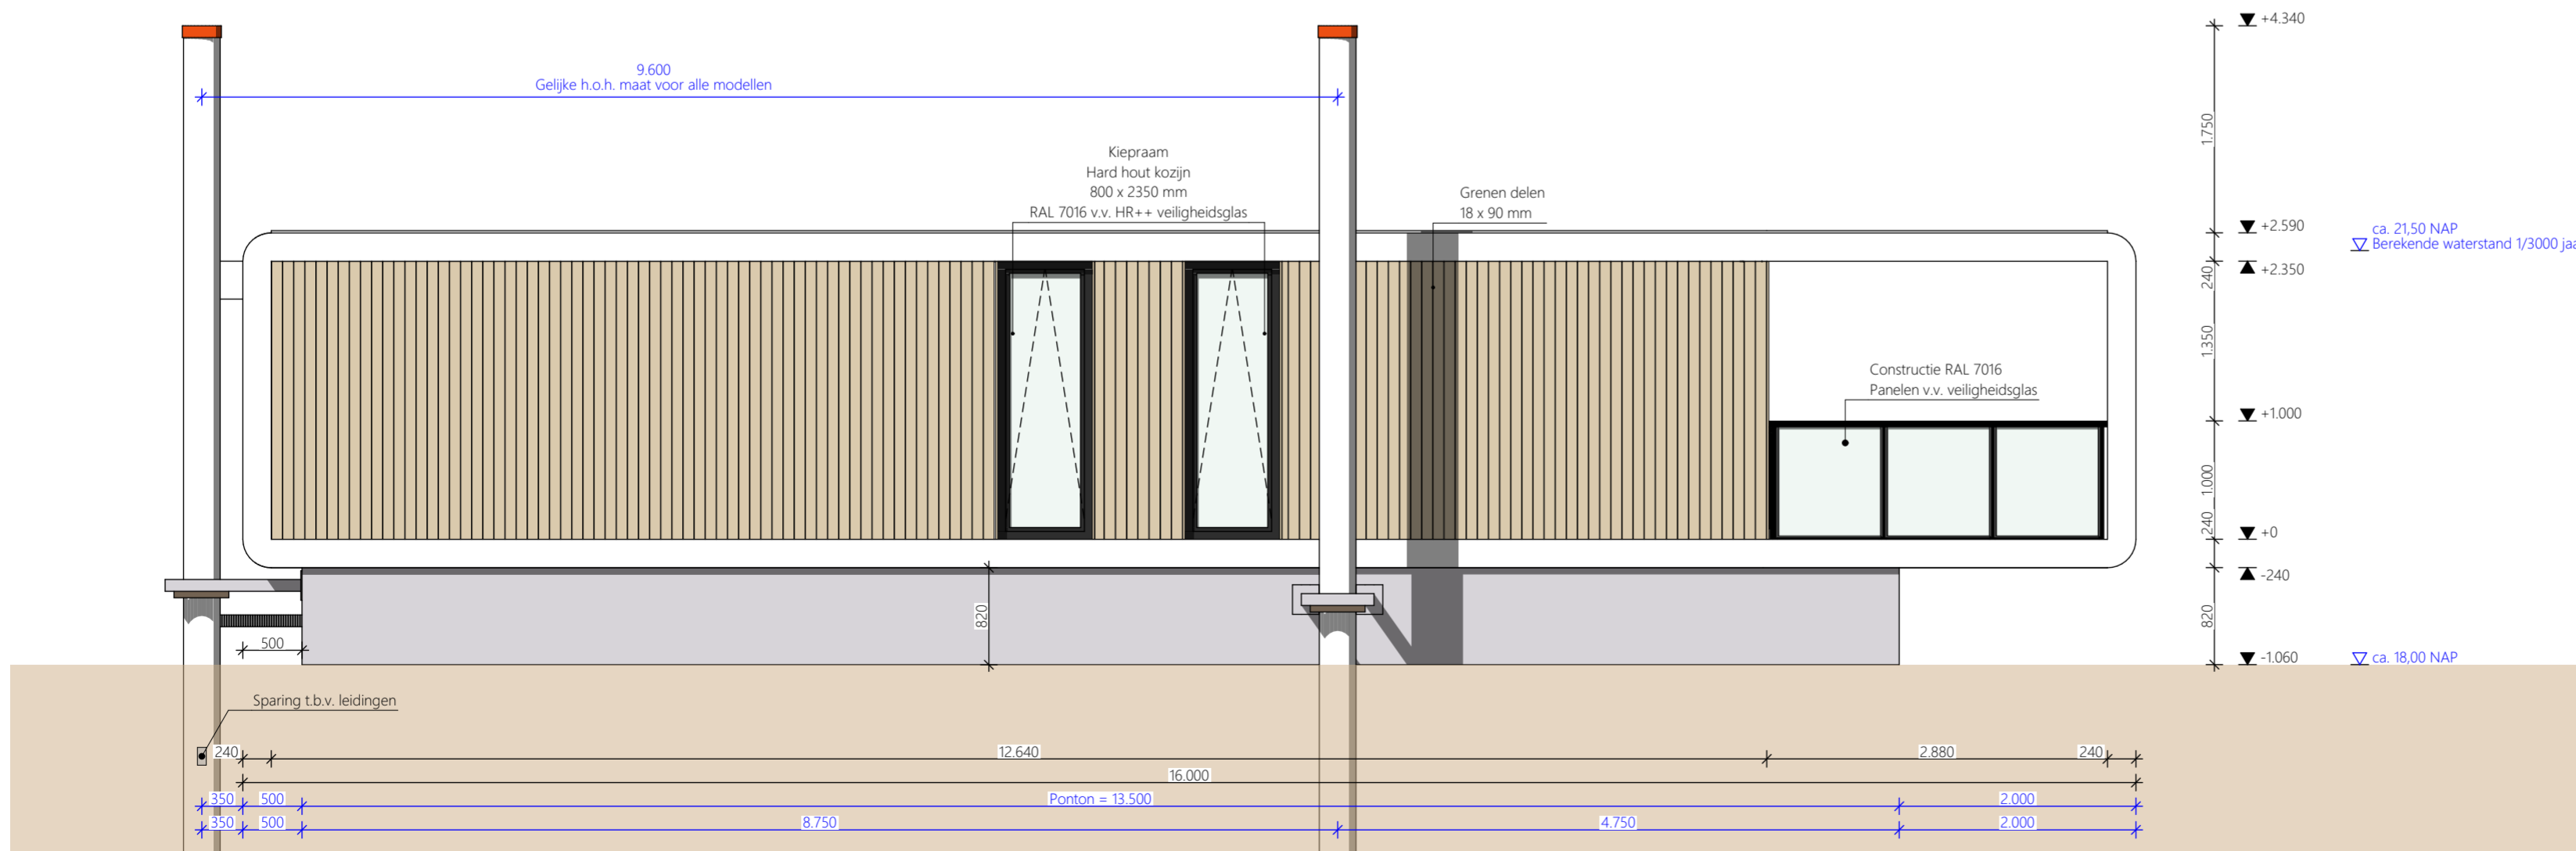 +4.340
9.600
Gelijke h.o.h. maat voor alle modellen
1.750
Kiepraam
Hard hout kozijn
800 x 2350 mm
RAL 7016 v.v. HR++ veiligheidsglas
Grenen delen
18 x 90 mm
+2.590
ca. 21,50 NAP
Berekende waterstand 1/3000 jaa
240
+2.350
1.350
Constructie RAL 7016
Panelen v.v. veiligheidsglas
+1.000
1.000
240
+0
-240
820
820
500
-1.060
ca. 18,00 NAP
Sparing t.b.v. leidingen
240
12.640
2.880
240
16.000
350
500
Ponton = 13.500
2.000
350
500
8.750
4.750
2.000